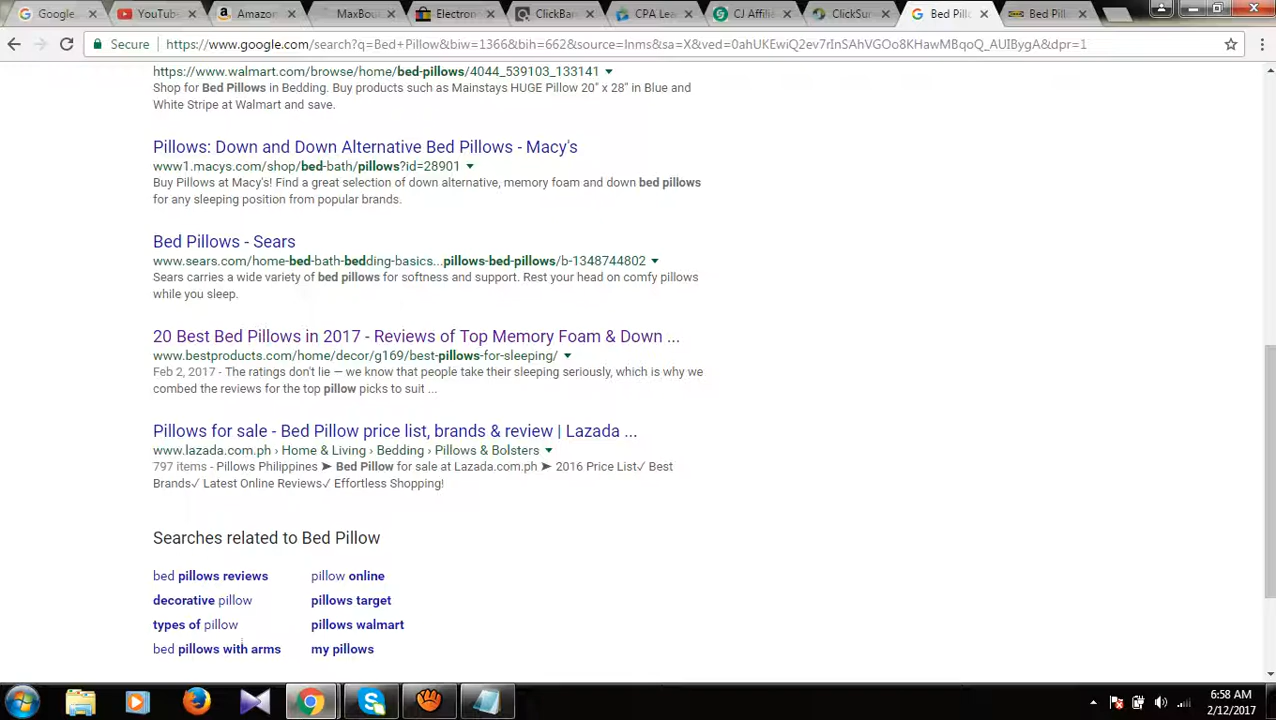 Google
YouTub
Amazon
MaxBou
Electro
ClickBa
CPA Lea
CJ Affili
ClickSur
Bed Pill
Bed Pil
Secure
https://www.google.com/search?q=Bed+Pillow&biw=1366&bih=662&source=lnms&sa=X&ved=0ahUKEwiQ2ev7rInSAhVGOo8KHawMBqoQ_AUIBygA&dpr=1
https://www.walmart.com/browse/home/bed-pillows/4044_539103_133141
Shop for Bed Pillows in Bedding. Buy products such as Mainstays HUGE Pillow 20" x 28" in Blue and
White Stripe at Walmart and save.
Pillows: Down and Down Alternative Bed Pillows - Macy's
www1.macys.com/shop/bed-bath/pillows?id=28901
Buy Pillows at Macy's! Find a great selection of down alternative, memory foam and down bed pillows
for any sleeping position from popular brands.
Bed Pillows - Sears
www.sears.com/home-bed-bath-bedding-basics...pillows-bed-pillows/b-1348744802
Sears carries a wide variety of bed pillows for softness and support. Rest your head on comfy pillows
while you sleep.
20 Best Bed Pillows in 2017 - Reviews of Top Memory Foam & Down ...
www.bestproducts.com/home/decor/g169/best-pillows-for-sleeping/
Feb 2, 2017 - The ratings don't lie — we know that people take their sleeping seriously, which is why we
combed the reviews for the top pillow picks to suit ...
Pillows for sale - Bed Pillow price list, brands & review | Lazada ...
www.lazada.com.ph › Home & Living › Bedding › Pillows & Bolsters
797 items - Pillows Philippines ➤ Bed Pillow for sale at Lazada.com.ph ➤ 2016 Price List✓ Best
Brands✓ Latest Online Reviews✓ Effortless Shopping!
Searches related to Bed Pillow
bed pillows reviews
pillow online
decorative pillow
pillows target
types of pillow
pillows walmart
bed pillows with arms
my pillows
6:58 AM
2/12/2017